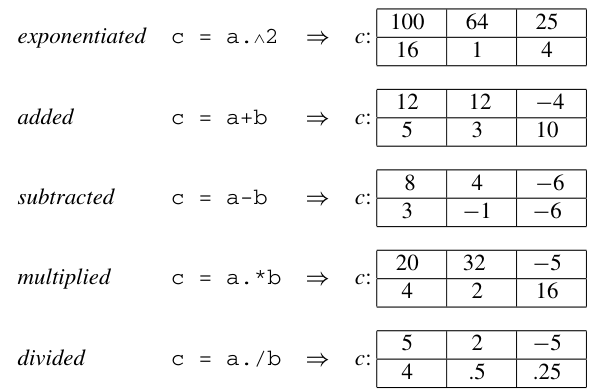 exponentiated c = a.^2 ⇒ c: 100 64 25
16 1 4
added c = a+b ⇒ c: 12 12 −4
5 3 10
subtracted c = a-b ⇒ c: 8 4 −6
3 −1 −6
multiplied c = a.*b ⇒ c: 20 32 −5
4 2 16
divided c = a./b ⇒ c: 5 2 −5
4 .5 .25